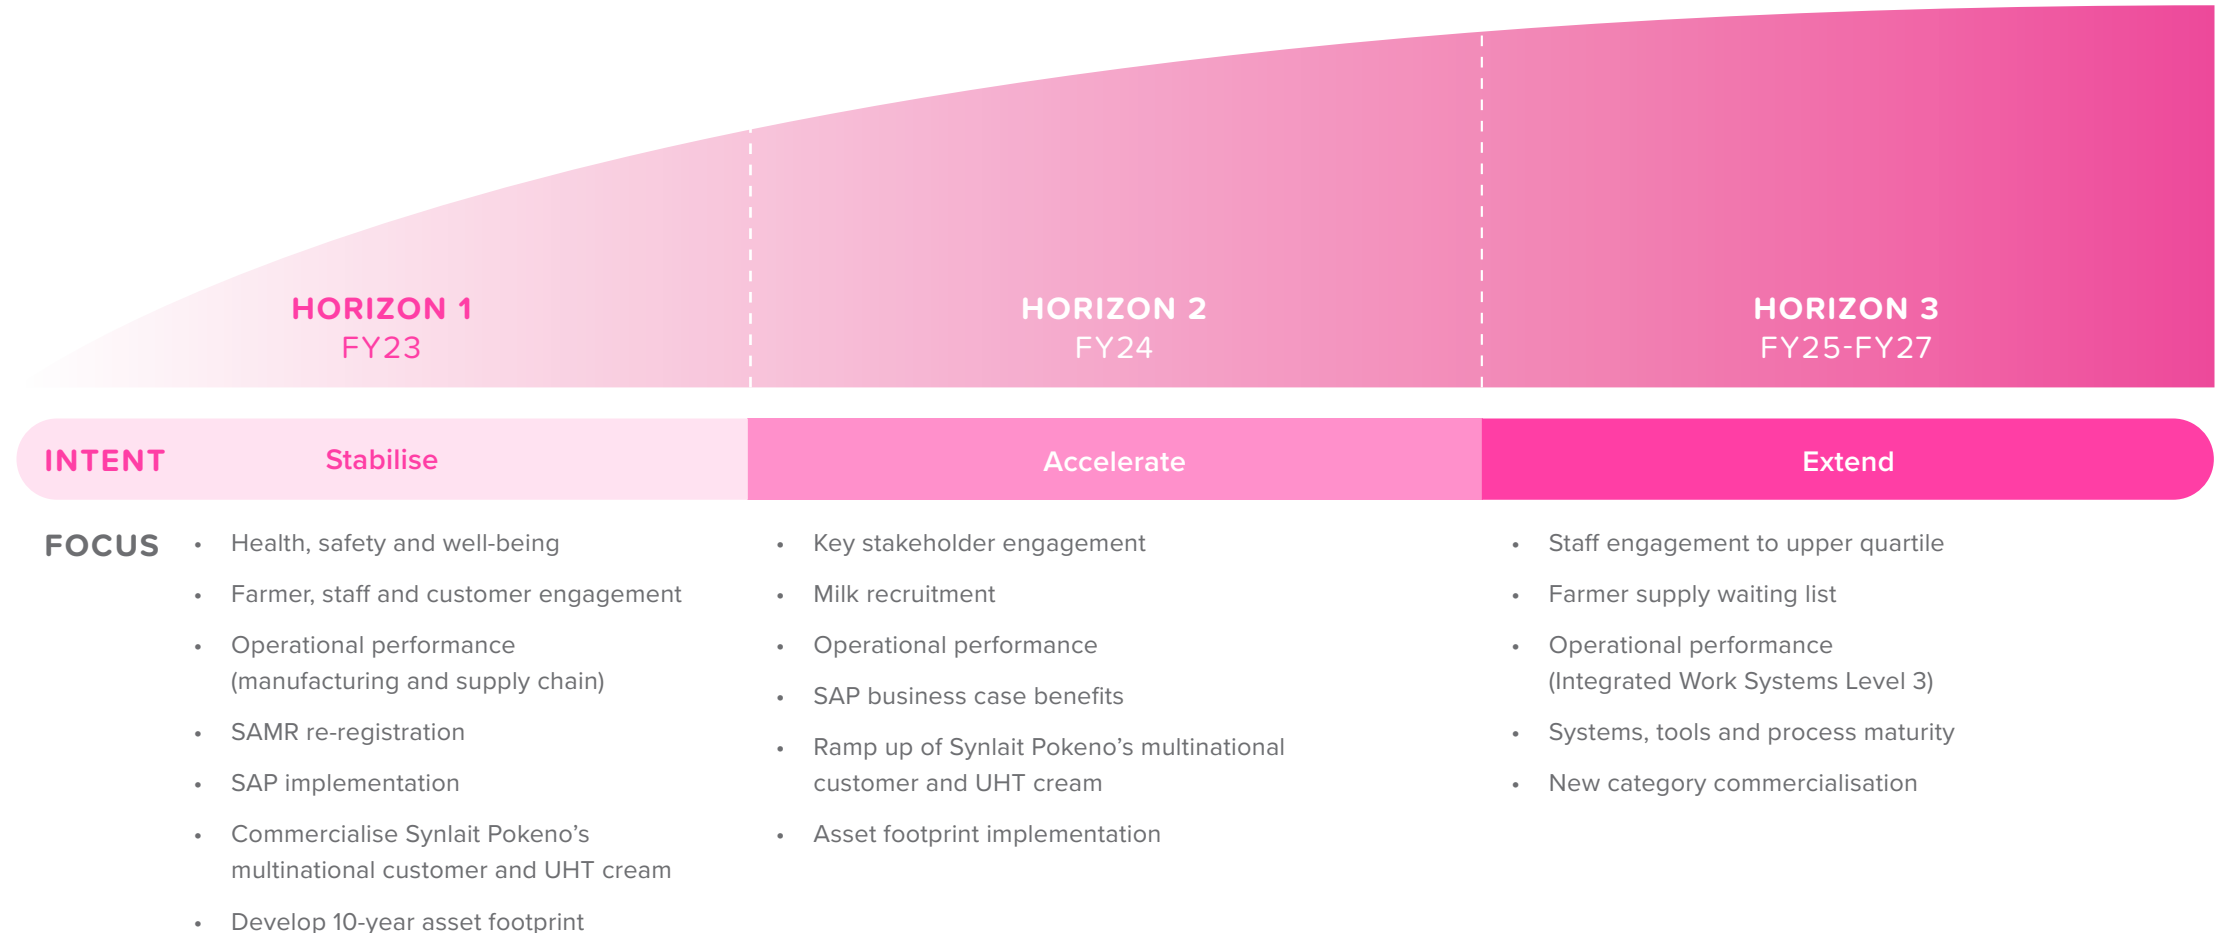 HORIZON 1
FY23
HORIZON 2
FY24
HORIZON 3
FY25-FY27
INTENT
Stabilise
Accelerate
Extend
FOCUS
• Health, safety and well-being
• Farmer, staff and customer engagement
• Operational performance
(manufacturing and supply chain)
• SAMR re-registration
• SAP implementation
• Commercialise Synlait Pokeno’s
multinational customer and UHT cream
• Develop 10-year asset footprint
• Key stakeholder engagement
• Milk recruitment
• Operational performance
• SAP business case benefits
• Ramp up of Synlait Pokeno’s multinational
customer and UHT cream
• Asset footprint implementation
• Staff engagement to upper quartile
• Farmer supply waiting list
• Operational performance
(Integrated Work Systems Level 3)
• Systems, tools and process maturity
• New category commercialisation